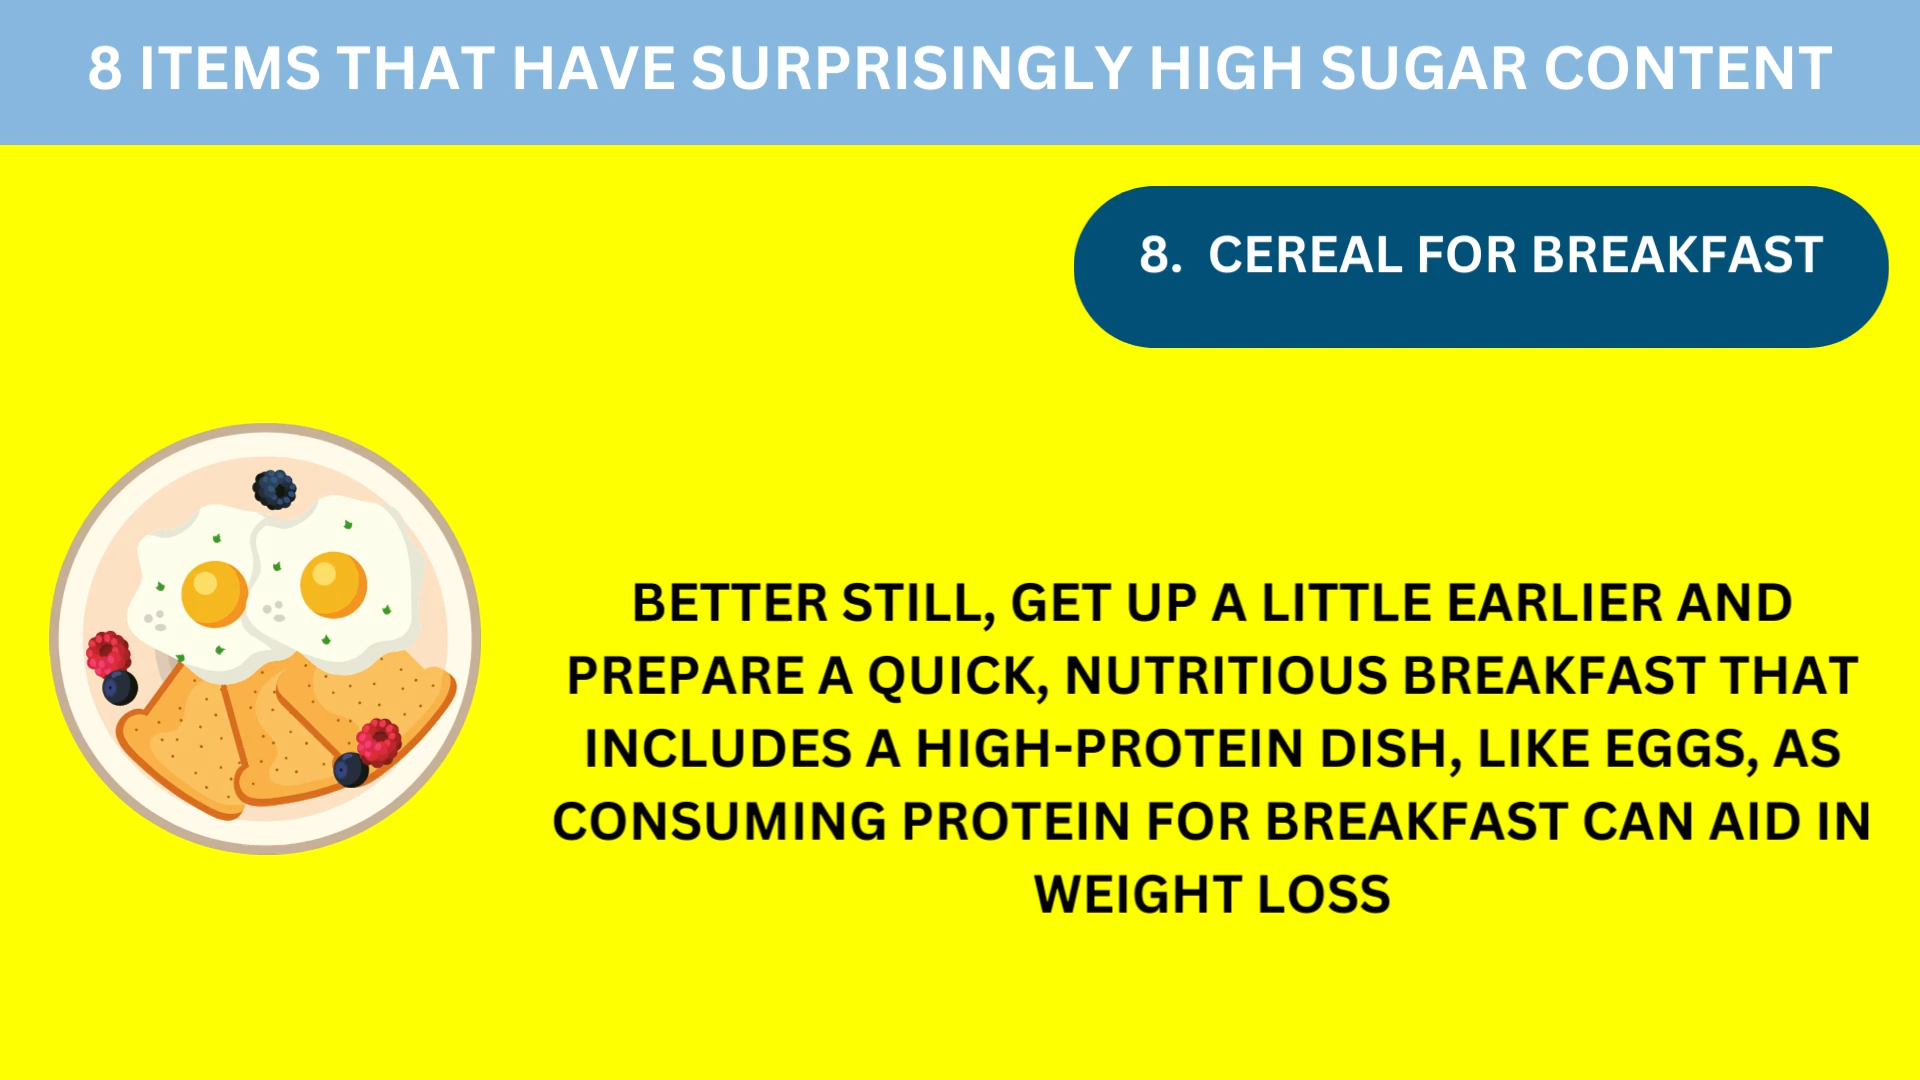 8 ITEMS THAT HAVE SURPRISINGLY HIGH SUGAR CONTENT
8. CEREAL FOR BREAKFAST
BETTER STILL, GET UP A LITTLE EARLIER AND
PREPARE A QUICK, NUTRITIOUS BREAKFAST THAT
INCLUDES A HIGH-PROTEIN DISH, LIKE EGGS, AS
CONSUMING PROTEIN FOR BREAKFAST CAN AID IN
WEIGHT LOSS